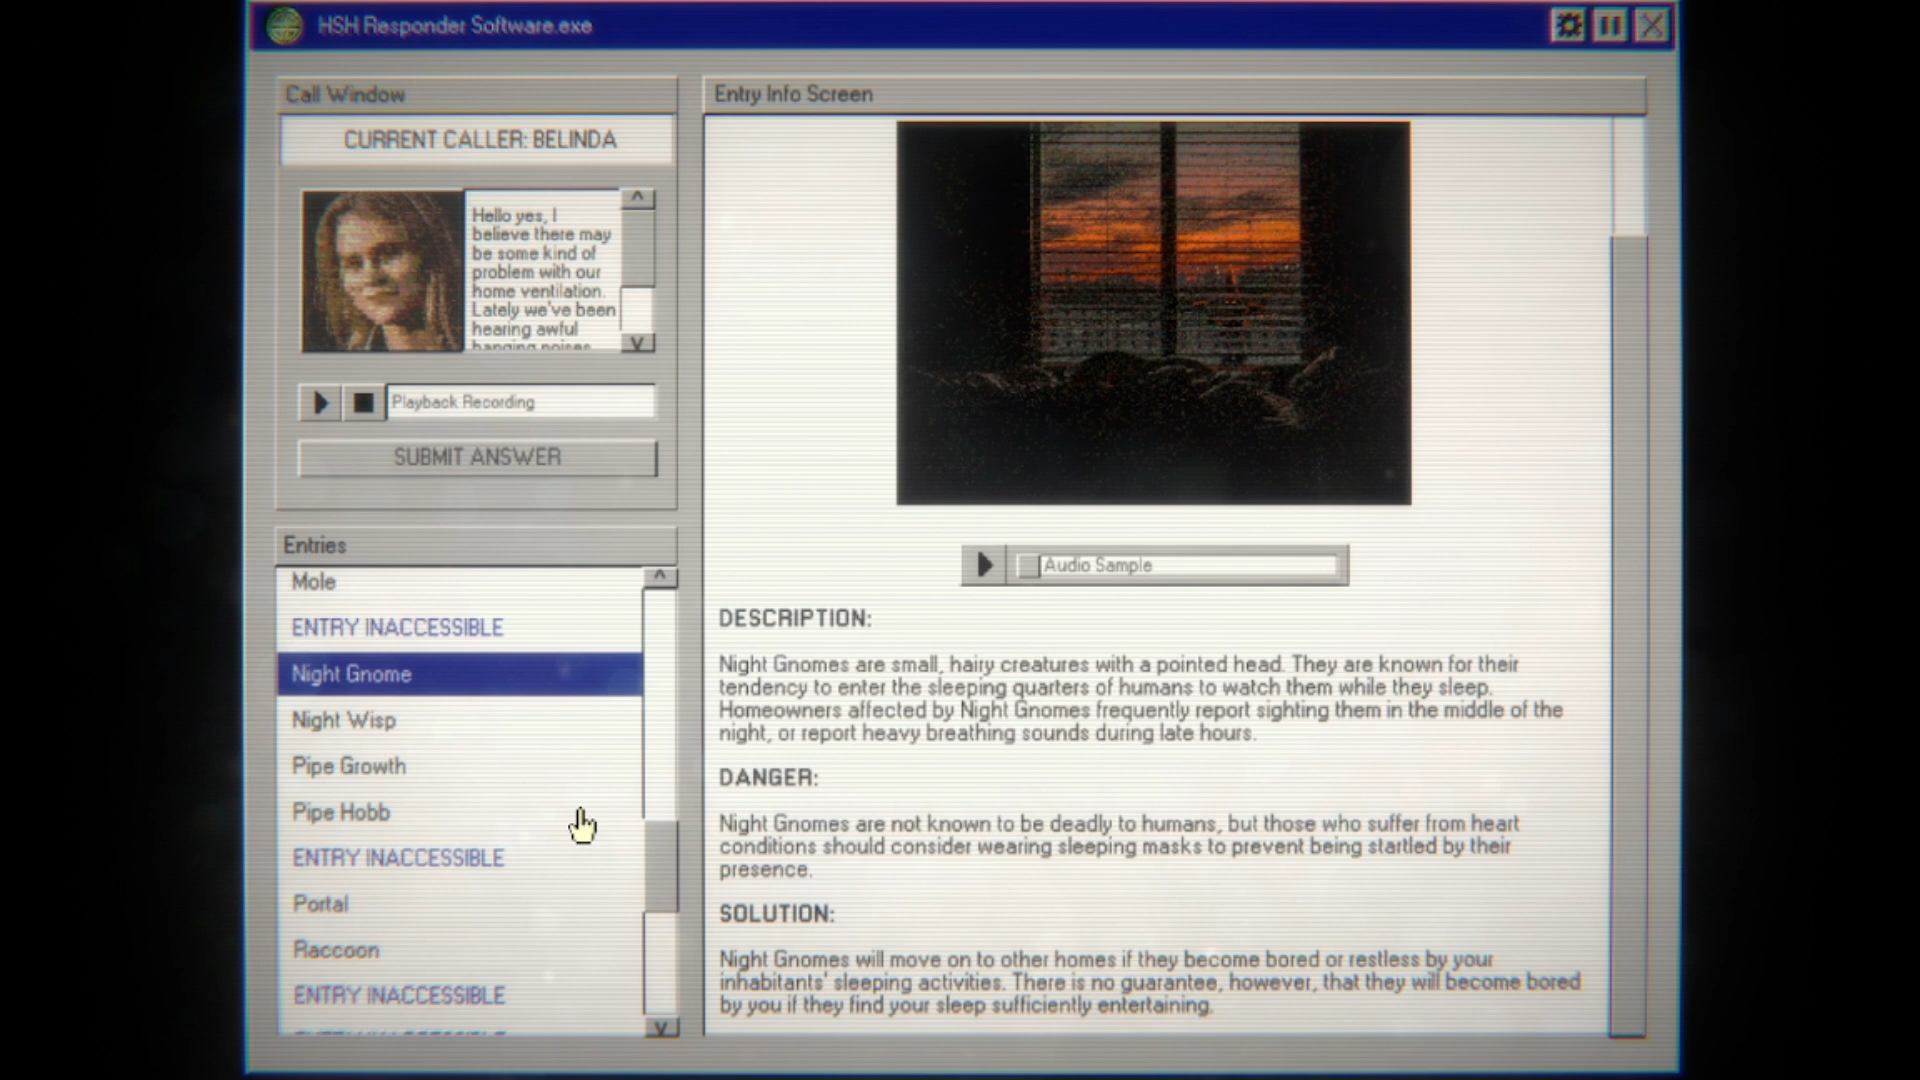 HSH Responder Software.exe
Call Window
CURRENT CALLER: BELINDA
Hello yes, I
believe there may
be some kind of
problem with our
home ventilation.
Lately we've been
hearing awful
banging noises
Playback Recording
SUBMIT ANSWER
Entries
Mole
ENTRY INACCESSIBLE
Night Gnome
Night Wisp
Pipe Growth
Pipe Hobb
ENTRY INACCESSIBLE
Portal
Raccoon
ENTRY INACCESSIBLE
Entry Info Screen
Audio Sample
DESCRIPTION:
Night Gnomes are small, hairy creatures with a pointed head. They are known for their
tendency to enter the sleeping quarters of humans to watch them while they sleep.
Homeowners affected by Night Gnomes frequently report sighting them in the middle of the
night, or report heavy breathing sounds during late hours.
DANGER:
Night Gnomes are not known to be deadly to humans, but those who suffer from heart
conditions should consider wearing sleeping masks to prevent being startled by their
presence.
SOLUTION:
Night Gnomes will move on to other homes if they become bored or restless by your
inhabitants' sleeping activities. There is no guarantee, however, that they will become bored
by you if they find your sleep sufficiently entertaining.